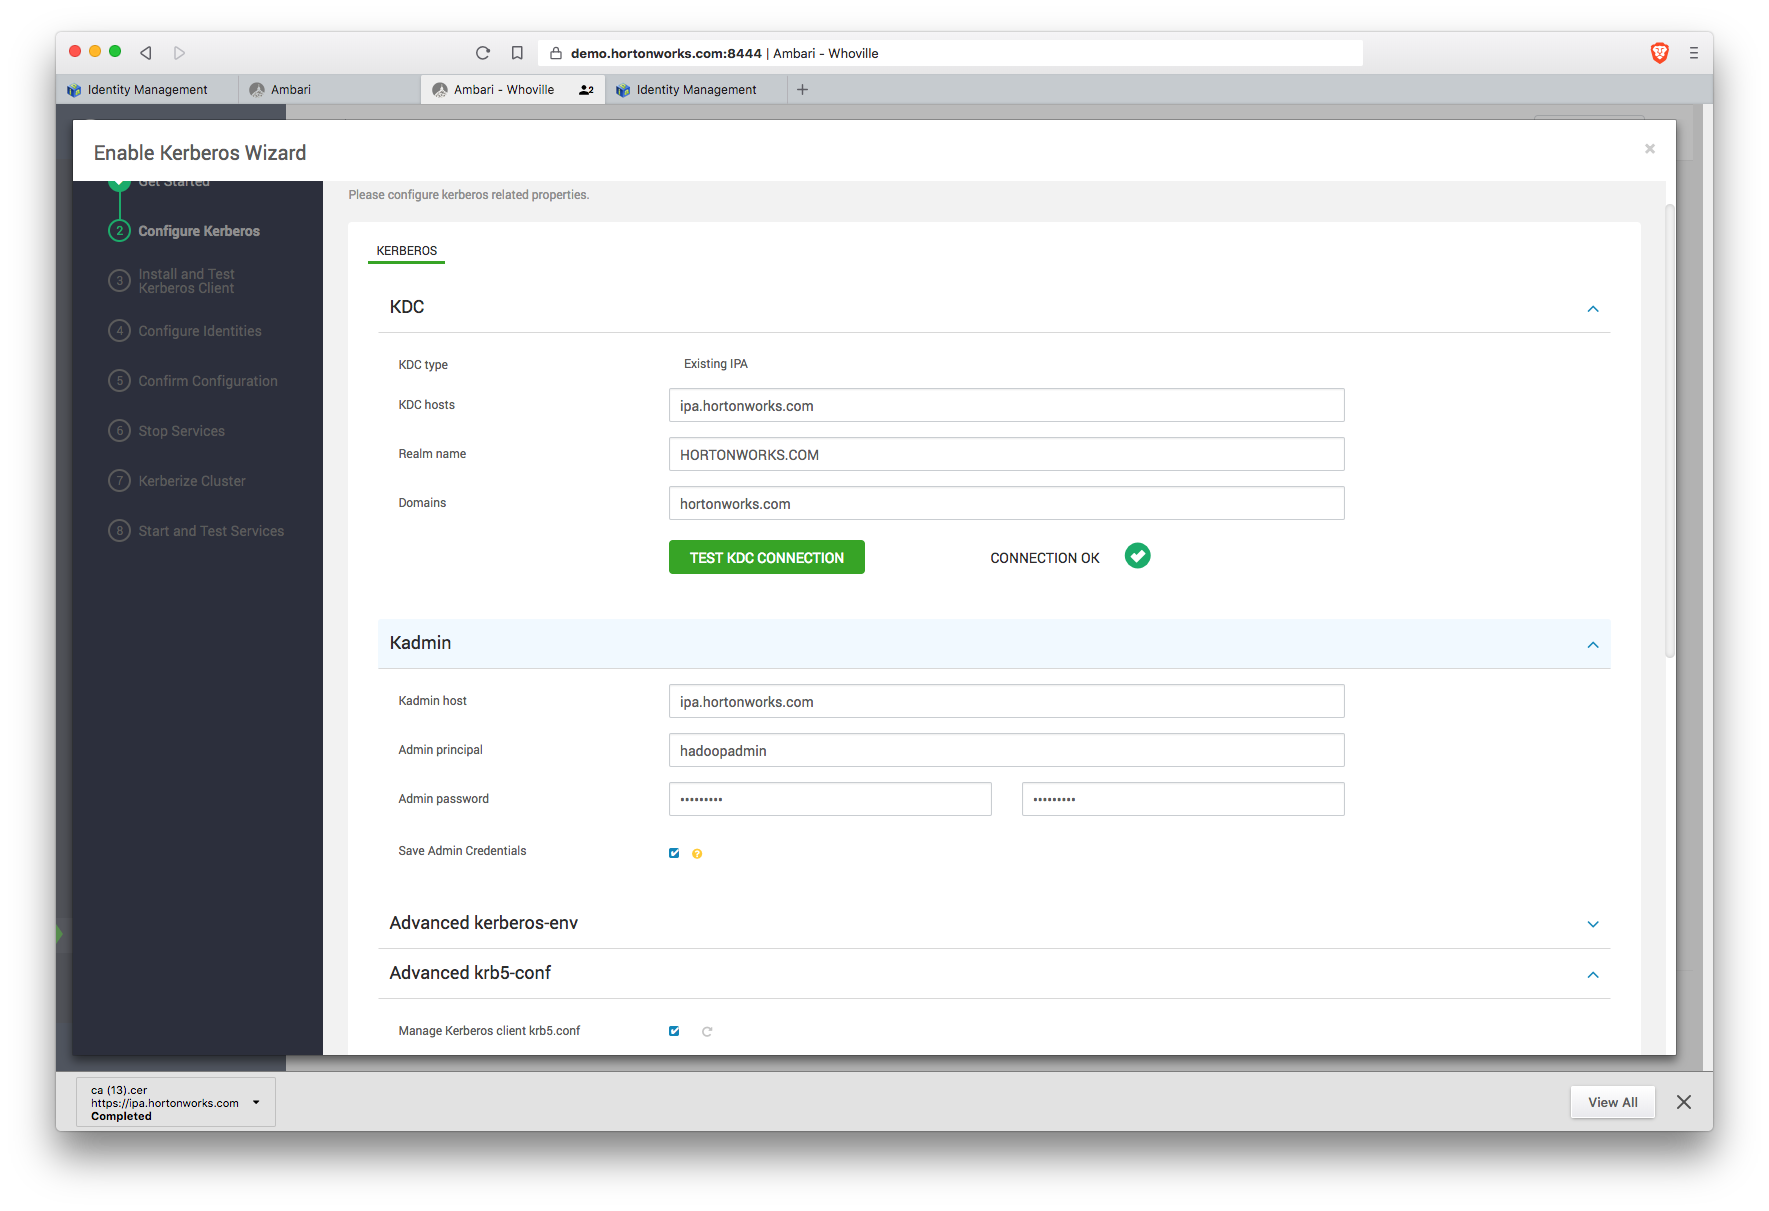 demo.hortonworks.com:8444 | Ambari - Whoville
Identity Management
Ambari
Ambari - Whoville
2
Identity Management
Enable Kerberos Wizard
Get Started
2 Configure Kerberos
3 Install and Test
Kerberos Client
4 Configure Identities
5 Confirm Configuration
6 Stop Services
7 Kerberize Cluster
8 Start and Test Services
Please configure kerberos related properties.
KERBEROS
KDC
KDC type Existing IPA
KDC hosts ipa.hortonworks.com
Realm name HORTONWORKS.COM
Domains hortonworks.com
TEST KDC CONNECTION CONNECTION OK
Kadmin
Kadmin host ipa.hortonworks.com
Admin principal hadoopadmin
Admin password ••••••••• •••••••••
Save Admin Credentials ?
Advanced kerberos-env
Advanced krb5-conf
Manage Kerberos client krb5.conf
ca (13).cer
https://ipa.hortonworks.com
Completed
View All